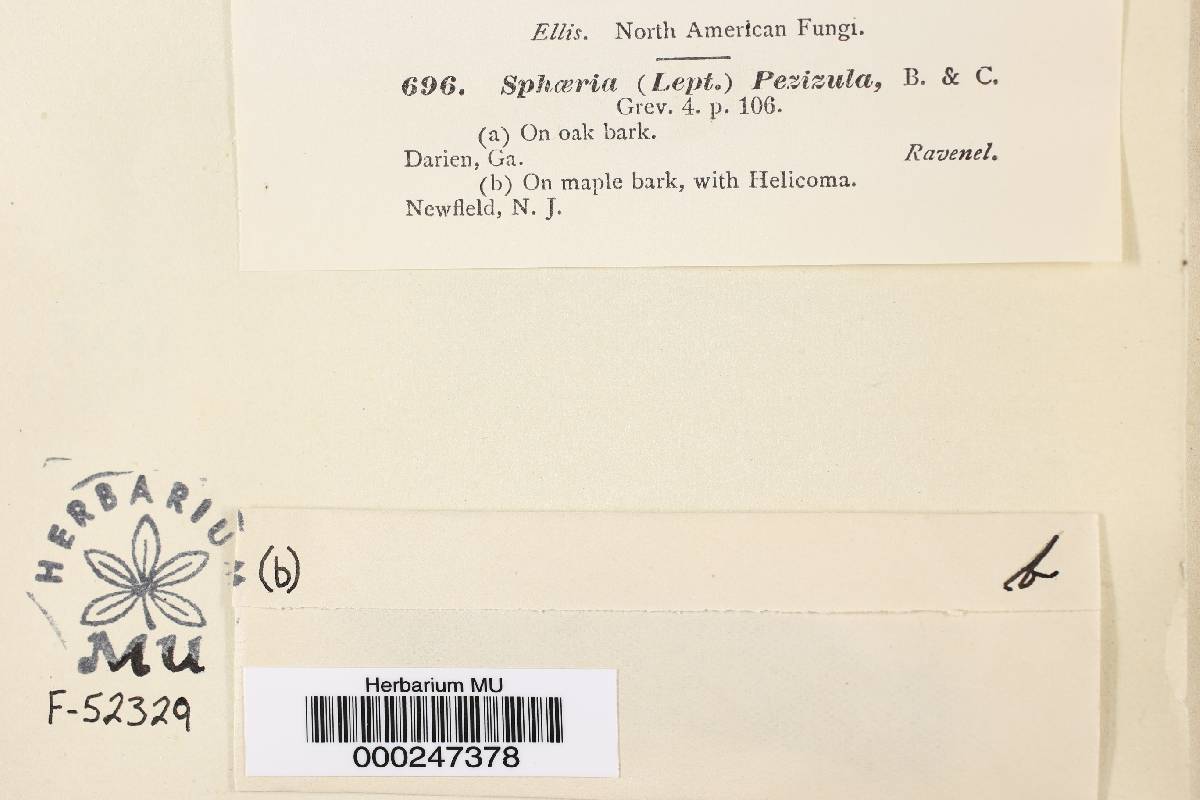 Ellis. North American Fungi.
696. Sphæria (Lept.) Pezizula, B. & C.
Grev. 4. p. 106.
(a) On oak bark.
Darien, Ga. Ravenel.
(b) On maple bark, with Helicoma.
Newfield, N. J.
HERBARIUM
MU
F-52329
(b) b
Herbarium MU
000247378